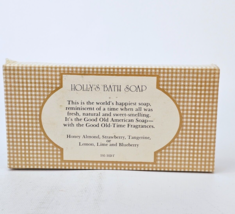 HOLLY'S BATH SOAP
This is the world's happiest soap,
reminiscent of a time when all was
fresh, natural and sweet-smelling.
It's the Good Old American Soap—
with the Good Old-Time Fragrances.
Honey Almond, Strawberry, Tangerine,
or
Lemon, Lime and Blueberry